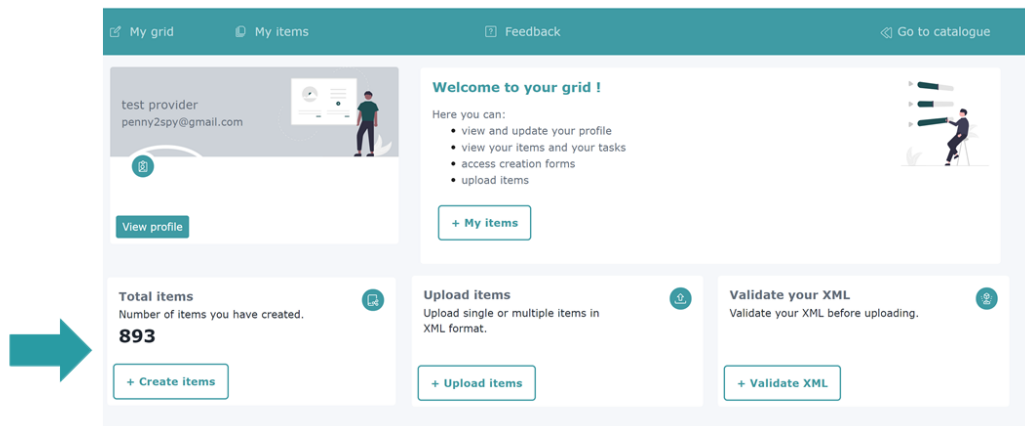 My grid
My items
Feedback
Go to catalogue
test provider
penny2spy@gmail.com
View profile
Welcome to your grid !
Here you can:
• view and update your profile
• view your items and your tasks
• access creation forms
• upload items
+ My items
Total items
Number of items you have created.
893
+ Create items
Upload items
Upload single or multiple items in
XML format.
+ Upload items
Validate your XML
Validate your XML before uploading.
+ Validate XML